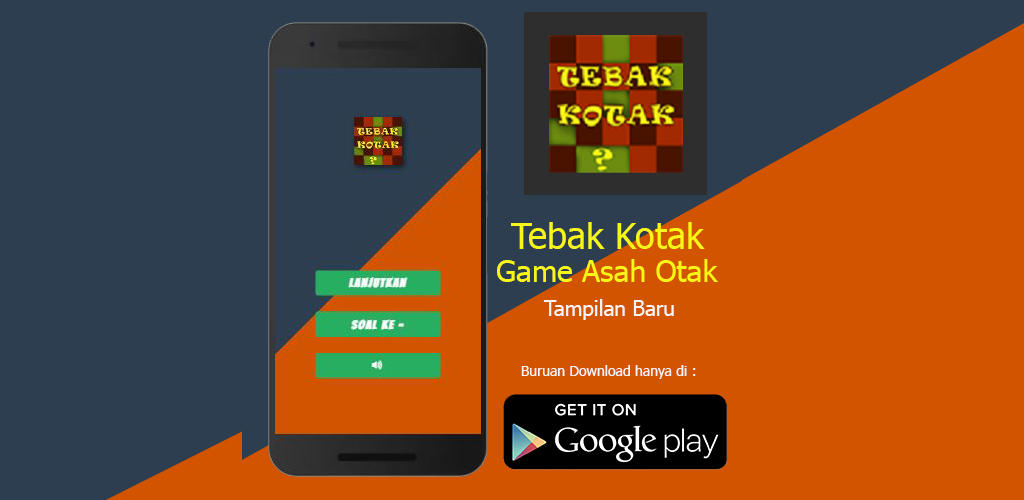 TEBAK
KOTAK
?
LANJUTKAN
SOAL KE -
TEBAK
KOTAK
?
Tebak Kotak
Game Asah Otak
Tampilan Baru
Buruan Download hanya di :
GET IT ON
Google play